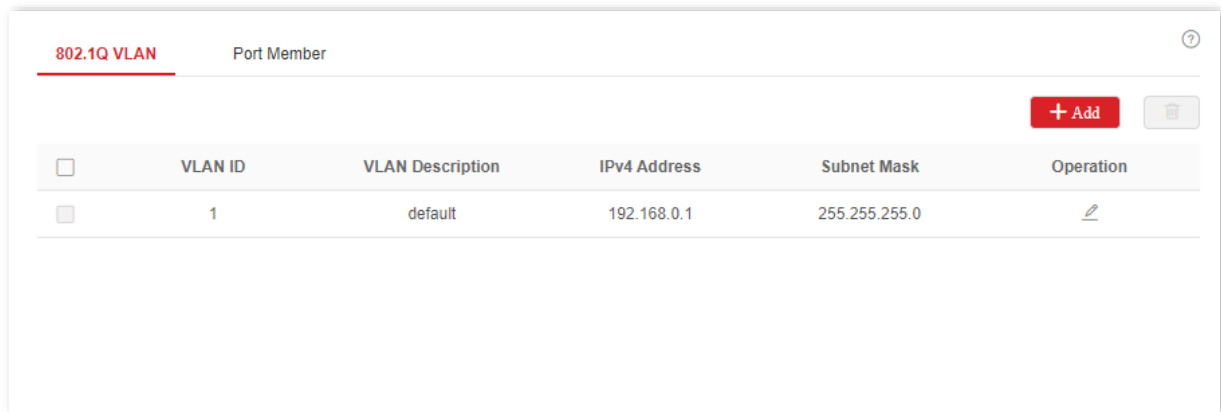 802.1Q VLAN Port Member ?
+ Add
VLAN ID VLAN Description IPv4 Address Subnet Mask Operation
1 default 192.168.0.1 255.255.255.0